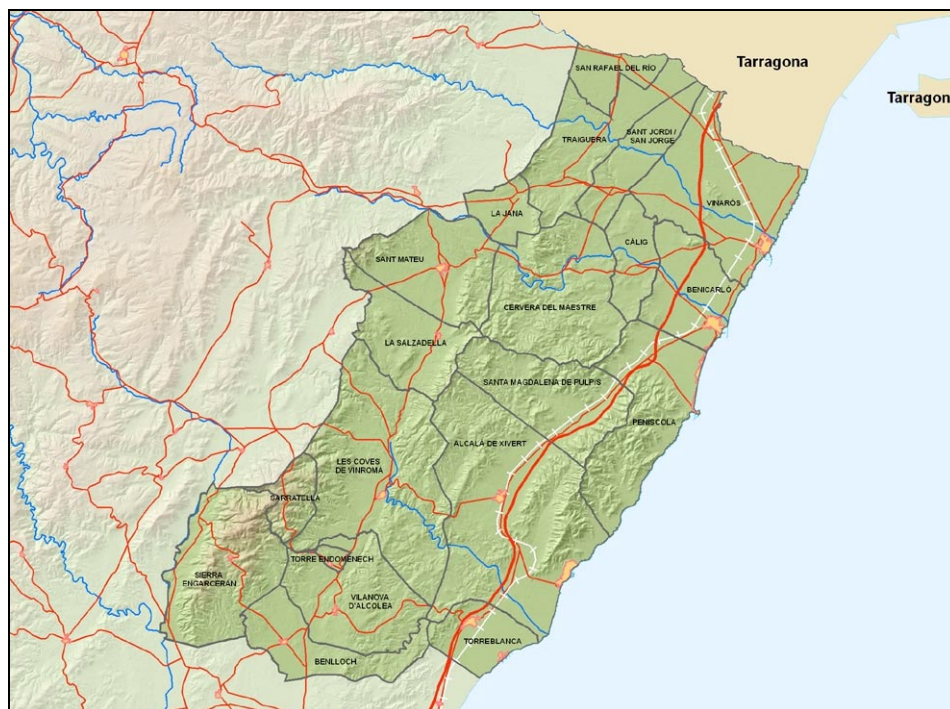 Tarragona
SAN RAFAEL DEL RÍO
Tarragon
TRAIGUERA
SANT JORDI /
SAN JORGE
VINARÒS
LA JANA
CÀLIG
SANT MATEU
BENICARLÓ
CERVERA DEL MAESTRE
LA SALZADELLA
SANTA MAGDALENA DE PULPIS
PENISCOLA
ALCALÀ DE XIVERT
LES COVES
DE VINROMÀ
SARRATELLA
TORRE ENDOMÉNECH
SIERRA
ENGARCERÁN
VILANOVA
D'ALCOLEA
TORREBLANCA
BENLLOCH